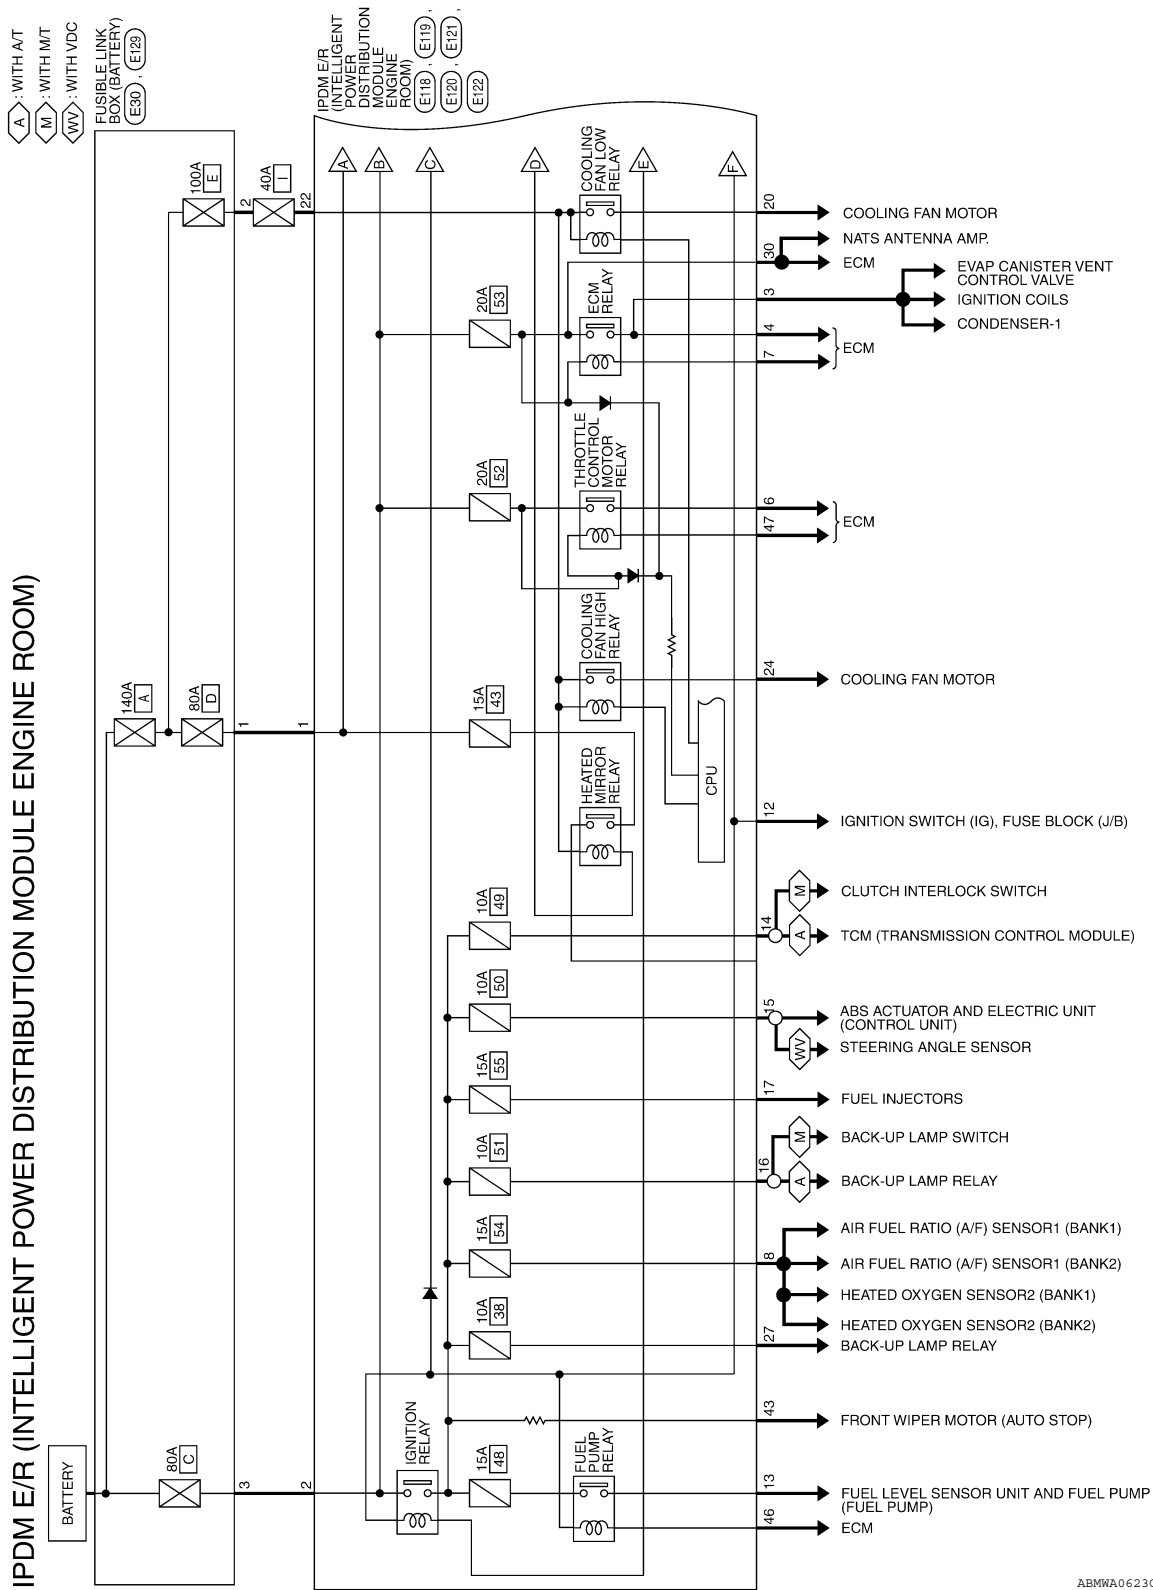 IPDM E/R (INTELLIGENT POWER DISTRIBUTION MODULE ENGINE ROOM)
A : WITH A/T
M : WITH M/T
WV : WITH VDC
FUSIBLE LINK
BOX (BATTERY)
E30 , E129
IPDM E/R
(INTELLIGENT
POWER
DISTRIBUTION
MODULE
ENGINE
ROOM)
E118 , E119 ,
E120 , E121 ,
E122
BATTERY
140A
A
80A
D
100A
E
40A
I
80A
C
2
22
1
1
3
2
A
B
C
D
E
F
COOLING
FAN LOW
RELAY
20
COOLING FAN MOTOR
30
NATS ANTENNA AMP.
ECM
20A
53
ECM
RELAY
3
EVAP CANISTER VENT
CONTROL VALVE
IGNITION COILS
CONDENSER-1
4
7
ECM
20A
52
THROTTLE
CONTROL
MOTOR
RELAY
6
47
ECM
COOLING
FAN HIGH
RELAY
24
COOLING FAN MOTOR
15A
43
HEATED
MIRROR
RELAY
CPU
12
IGNITION SWITCH (IG), FUSE BLOCK (J/B)
10A
49
14
M
CLUTCH INTERLOCK SWITCH
A
TCM (TRANSMISSION CONTROL MODULE)
10A
50
15
ABS ACTUATOR AND ELECTRIC UNIT
(CONTROL UNIT)
WV
STEERING ANGLE SENSOR
15A
55
17
FUEL INJECTORS
10A
51
16
M
BACK-UP LAMP SWITCH
A
BACK-UP LAMP RELAY
15A
54
8
AIR FUEL RATIO (A/F) SENSOR1 (BANK1)
AIR FUEL RATIO (A/F) SENSOR1 (BANK2)
HEATED OXYGEN SENSOR2 (BANK1)
HEATED OXYGEN SENSOR2 (BANK2)
10A
38
27
BACK-UP LAMP RELAY
IGNITION
RELAY
43
FRONT WIPER MOTOR (AUTO STOP)
15A
48
FUEL
PUMP
RELAY
13
FUEL LEVEL SENSOR UNIT AND FUEL PUMP
(FUEL PUMP)
46
ECM